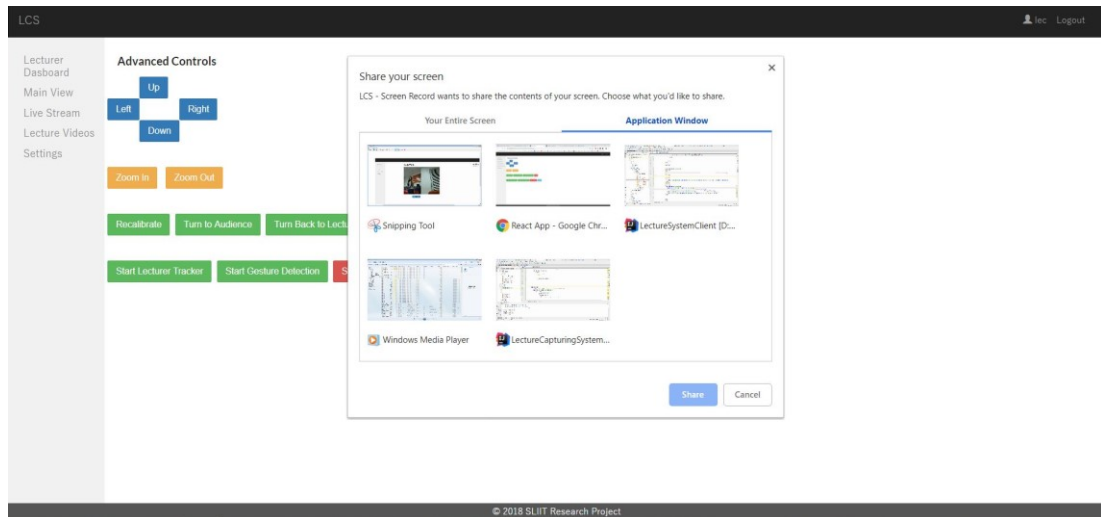 LCS
lec Logout
Lecturer
Dasboard
Main View
Live Stream
Lecture Videos
Settings
Advanced Controls
Up
Left Right
Down
Zoom In Zoom Out
Recalibrate Turn to Audience Turn Back to Lectu
Start Lecturer Tracker Start Gesture Detection S
Share your screen
LCS - Screen Record wants to share the contents of your screen. Choose what you'd like to share.
Your Entire Screen Application Window
Snipping Tool React App - Google Chr... LectureSystemClient [D:...
Windows Media Player LectureCapturingSystem...
Share Cancel
© 2018 SLIIT Research Project